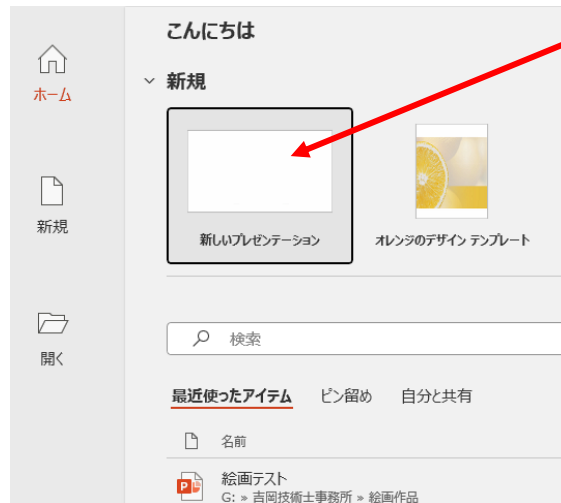 こんにちは
ホーム
新規
新規
新しいプレゼンテーション
オレンジのデザイン テンプレート
開く
検索
最近使ったアイテム ピン留め 自分と共有
名前
絵画テスト
G: » 吉岡技術士事務所 » 絵画作品